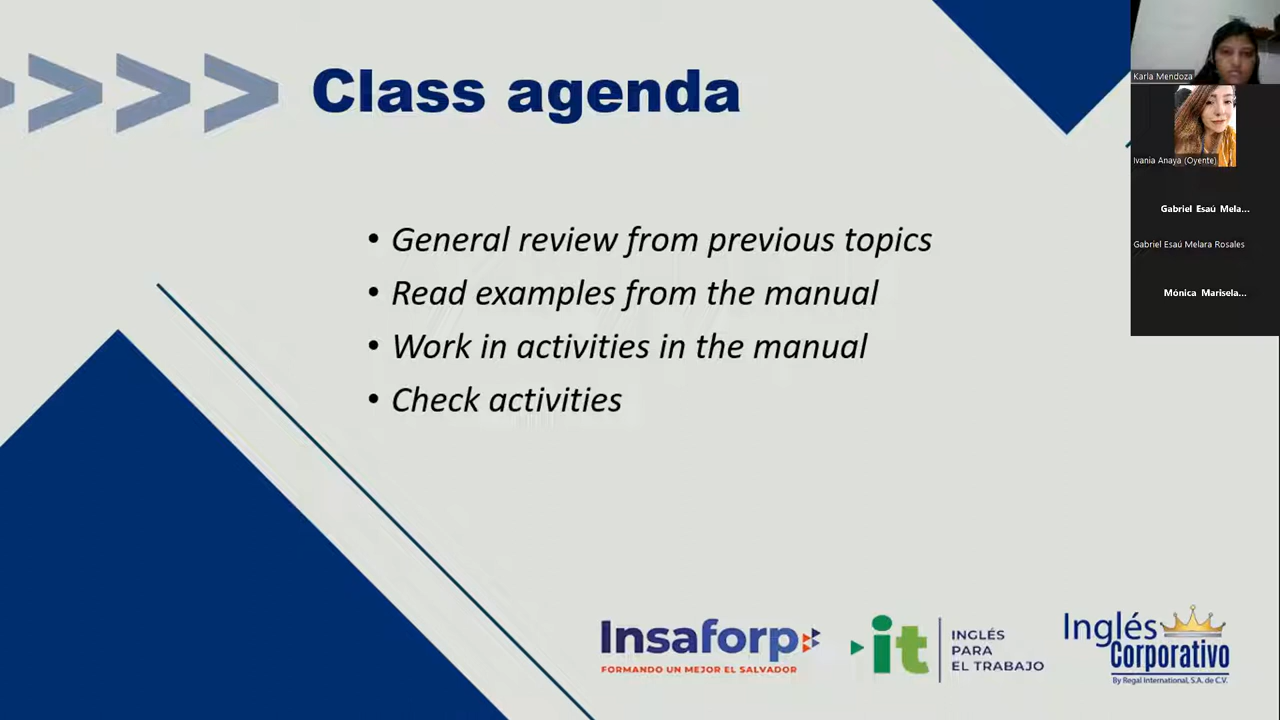 Class agenda
• General review from previous topics
• Read examples from the manual
• Work in activities in the manual
• Check activities
Insaforp
FORMANDO UN MEJOR EL SALVADOR
it
INGLÉS
PARA
EL TRABAJO
Inglés
Corporativo
By Regal International, S.A. de C.V.
Karla Mendoza
Ivania Anaya (Oyente)
Gabriel Esaú Mela...
Gabriel Esaú Melara Rosales
Mónica Marisela...